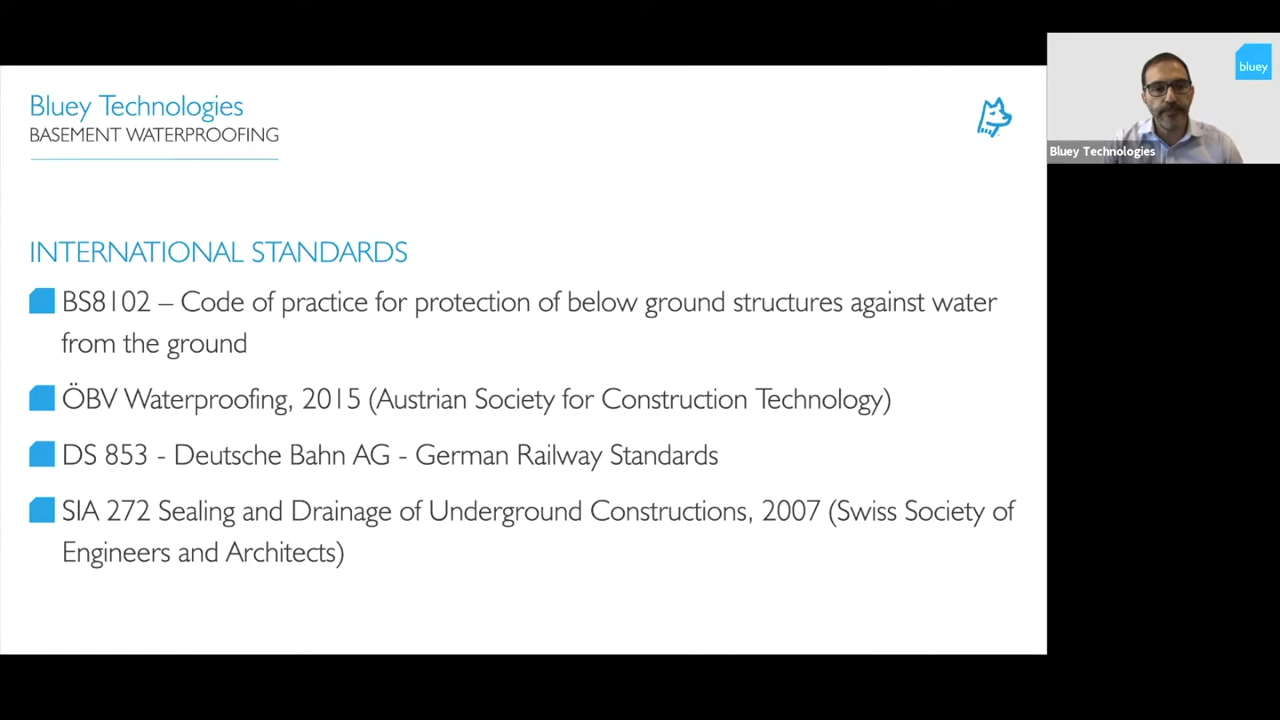 Bluey Technologies
BASEMENT WATERPROOFING
bluey
Bluey Technologies
INTERNATIONAL STANDARDS
BS8102 – Code of practice for protection of below ground structures against water
from the ground
ÖBV Waterproofing, 2015 (Austrian Society for Construction Technology)
DS 853 - Deutsche Bahn AG - German Railway Standards
SIA 272 Sealing and Drainage of Underground Constructions, 2007 (Swiss Society of
Engineers and Architects)